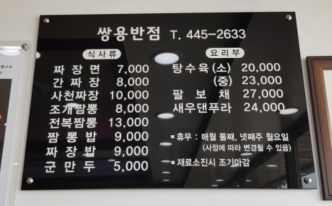 쌍용반점 T. 445-2633
식사류
짜장면 7,000
간짜장 8,000
사천짜장 10,000
조개짬뽕 8,000
전복짬뽕 13,000
짬뽕밥 9,000
짜장밥 9,000
군만두 5,000
요리부
탕수육(소) 20,000
(중) 23,000
팔보채 27,000
새우덴푸라 24,000
• 휴무 : 매월 둘째, 넷째주 월요일
(사정에 따라 변경될 수 있음)
• 재료소진시 조기마감